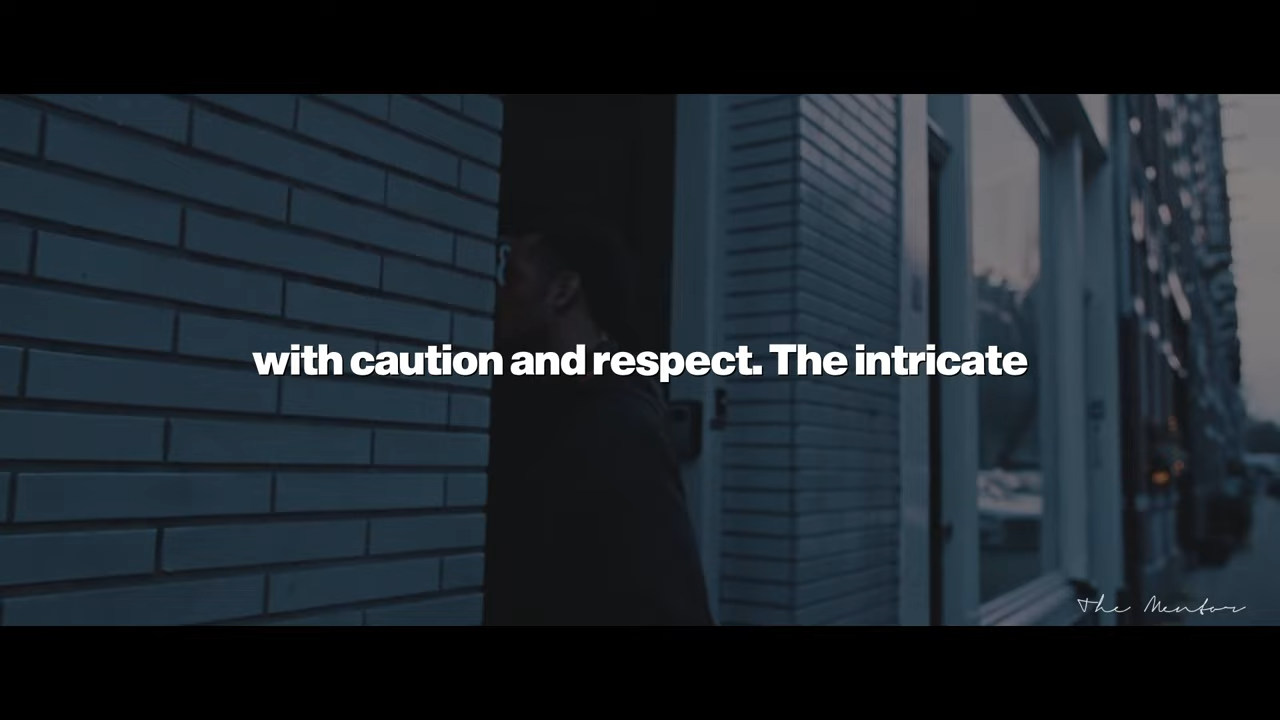 with caution and respect. The intricate
The Mentor